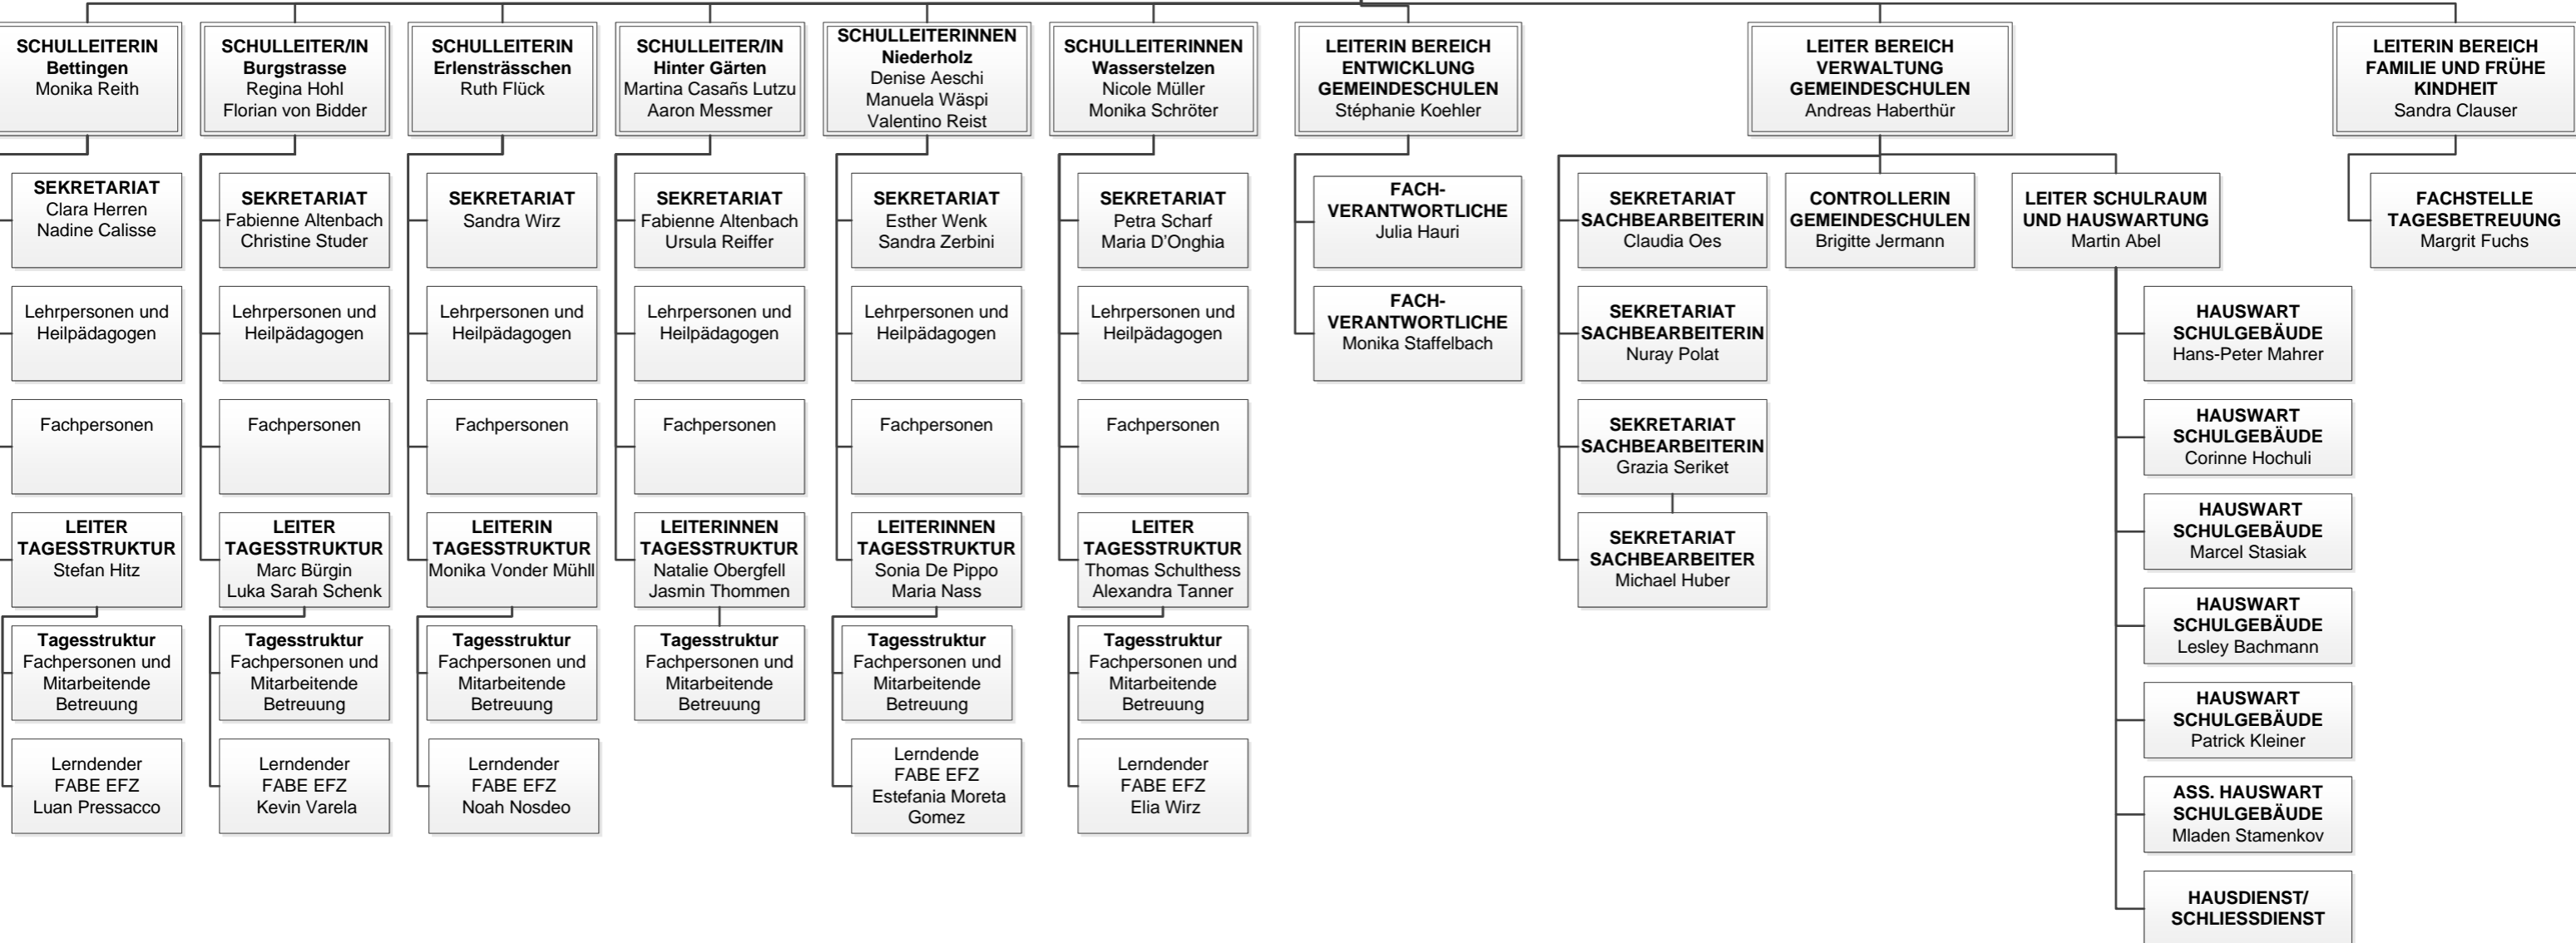 SCHULLEITERIN
Bettingen
Monika Reith
SCHULLEITER/IN
Burgstrasse
Regina Hohl
Florian von Bidder
SCHULLEITERIN
Erlensträsschen
Ruth Flück
SCHULLEITER/IN
Hinter Gärten
Martina Casañs Lutzu
Aaron Messmer
SCHULLEITERINNEN
Niederholz
Denise Aeschi
Manuela Wäspi
Valentino Reist
SCHULLEITERINNEN
Wasserstelzen
Nicole Müller
Monika Schröter
LEITERIN BEREICH
ENTWICKLUNG
GEMEINDESCHULEN
Stéphanie Koehler
LEITER BEREICH
VERWALTUNG
GEMEINDESCHULEN
Andreas Haberthür
LEITERIN BEREICH
FAMILIE UND FRÜHE
KINDHEIT
Sandra Clauser
SEKRETARIAT
Clara Herren
Nadine Calisse
SEKRETARIAT
Fabienne Altenbach
Christine Studer
SEKRETARIAT
Sandra Wirz
SEKRETARIAT
Fabienne Altenbach
Ursula Reiffer
SEKRETARIAT
Esther Wenk
Sandra Zerbini
SEKRETARIAT
Petra Scharf
Maria D'Onghia
FACH-
VERANTWORTLICHE
Julia Hauri
SEKRETARIAT
SACHBEARBEITERIN
Claudia Oes
CONTROLLERIN
GEMEINDESCHULEN
Brigitte Jermann
LEITER SCHULRAUM
UND HAUSWARTUNG
Martin Abel
FACHSTELLE
TAGESBETREUUNG
Margrit Fuchs
Lehrpersonen und
Heilpädagogen
Lehrpersonen und
Heilpädagogen
Lehrpersonen und
Heilpädagogen
Lehrpersonen und
Heilpädagogen
Lehrpersonen und
Heilpädagogen
Lehrpersonen und
Heilpädagogen
FACH-
VERANTWORTLICHE
Monika Staffelbach
SEKRETARIAT
SACHBEARBEITERIN
Nuray Polat
HAUSWART
SCHULGEBÄUDE
Hans-Peter Mahrer
Fachpersonen
Fachpersonen
Fachpersonen
Fachpersonen
Fachpersonen
Fachpersonen
SEKRETARIAT
SACHBEARBEITERIN
Grazia Seriket
HAUSWART
SCHULGEBÄUDE
Corinne Hochuli
LEITER
TAGESSTRUKTUR
Stefan Hitz
LEITER
TAGESSTRUKTUR
Marc Bürgin
Luka Sarah Schenk
LEITERIN
TAGESSTRUKTUR
Monika Vonder Mühll
LEITERINNEN
TAGESSTRUKTUR
Natalie Obergfell
Jasmin Thommen
LEITERINNEN
TAGESSTRUKTUR
Sonia De Pippo
Maria Nass
LEITER
TAGESSTRUKTUR
Thomas Schulthess
Alexandra Tanner
SEKRETARIAT
SACHBEARBEITER
Michael Huber
HAUSWART
SCHULGEBÄUDE
Marcel Stasiak
HAUSWART
SCHULGEBÄUDE
Lesley Bachmann
Tagesstruktur
Fachpersonen und
Mitarbeitende
Betreuung
Tagesstruktur
Fachpersonen und
Mitarbeitende
Betreuung
Tagesstruktur
Fachpersonen und
Mitarbeitende
Betreuung
Tagesstruktur
Fachpersonen und
Mitarbeitende
Betreuung
Tagesstruktur
Fachpersonen und
Mitarbeitende
Betreuung
Tagesstruktur
Fachpersonen und
Mitarbeitende
Betreuung
HAUSWART
SCHULGEBÄUDE
Patrick Kleiner
Lerndender
FABE EFZ
Luan Pressacco
Lerndender
FABE EFZ
Kevin Varela
Lerndender
FABE EFZ
Noah Nosdeo
Lerndende
FABE EFZ
Estefania Moreta
Gomez
Lerndender
FABE EFZ
Elia Wirz
ASS. HAUSWART
SCHULGEBÄUDE
Mladen Stamenkov
HAUSDIENST/
SCHLIESSDIENST